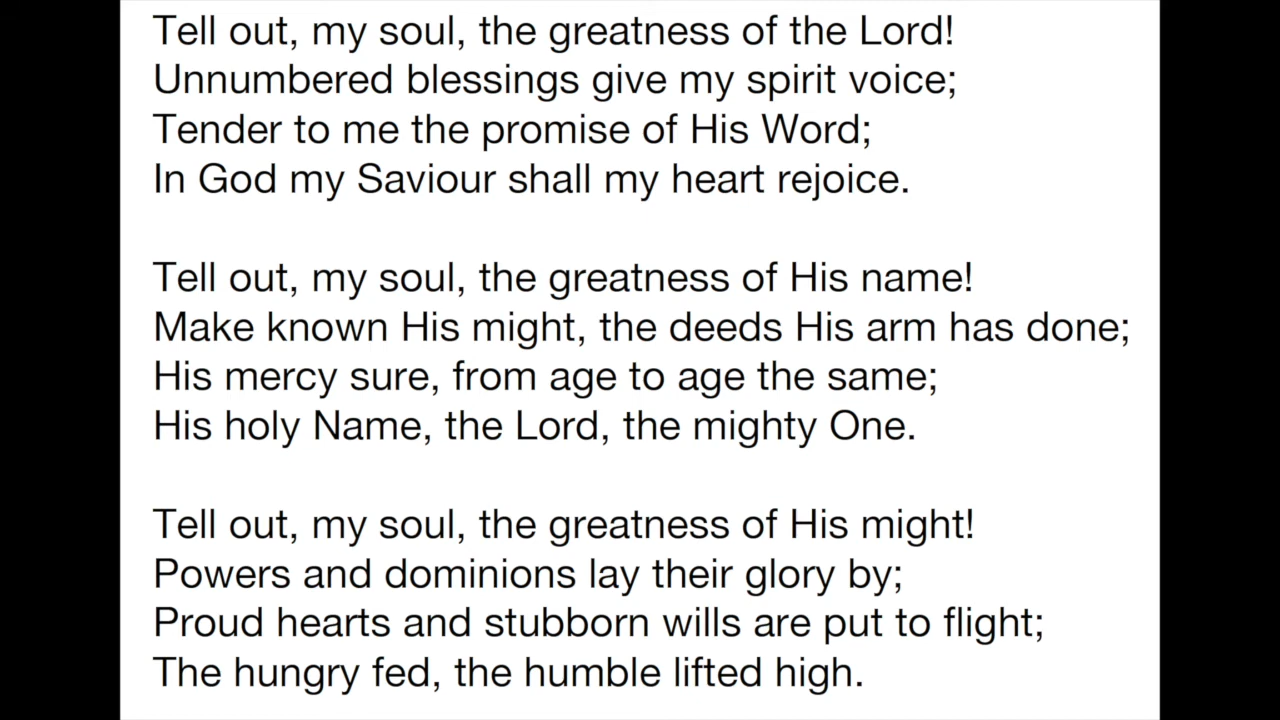 Tell out, my soul, the greatness of the Lord!
Unnumbered blessings give my spirit voice;
Tender to me the promise of His Word;
In God my Saviour shall my heart rejoice.

Tell out, my soul, the greatness of His name!
Make known His might, the deeds His arm has done;
His mercy sure, from age to age the same;
His holy Name, the Lord, the mighty One.

Tell out, my soul, the greatness of His might!
Powers and dominions lay their glory by;
Proud hearts and stubborn wills are put to flight;
The hungry fed, the humble lifted high.